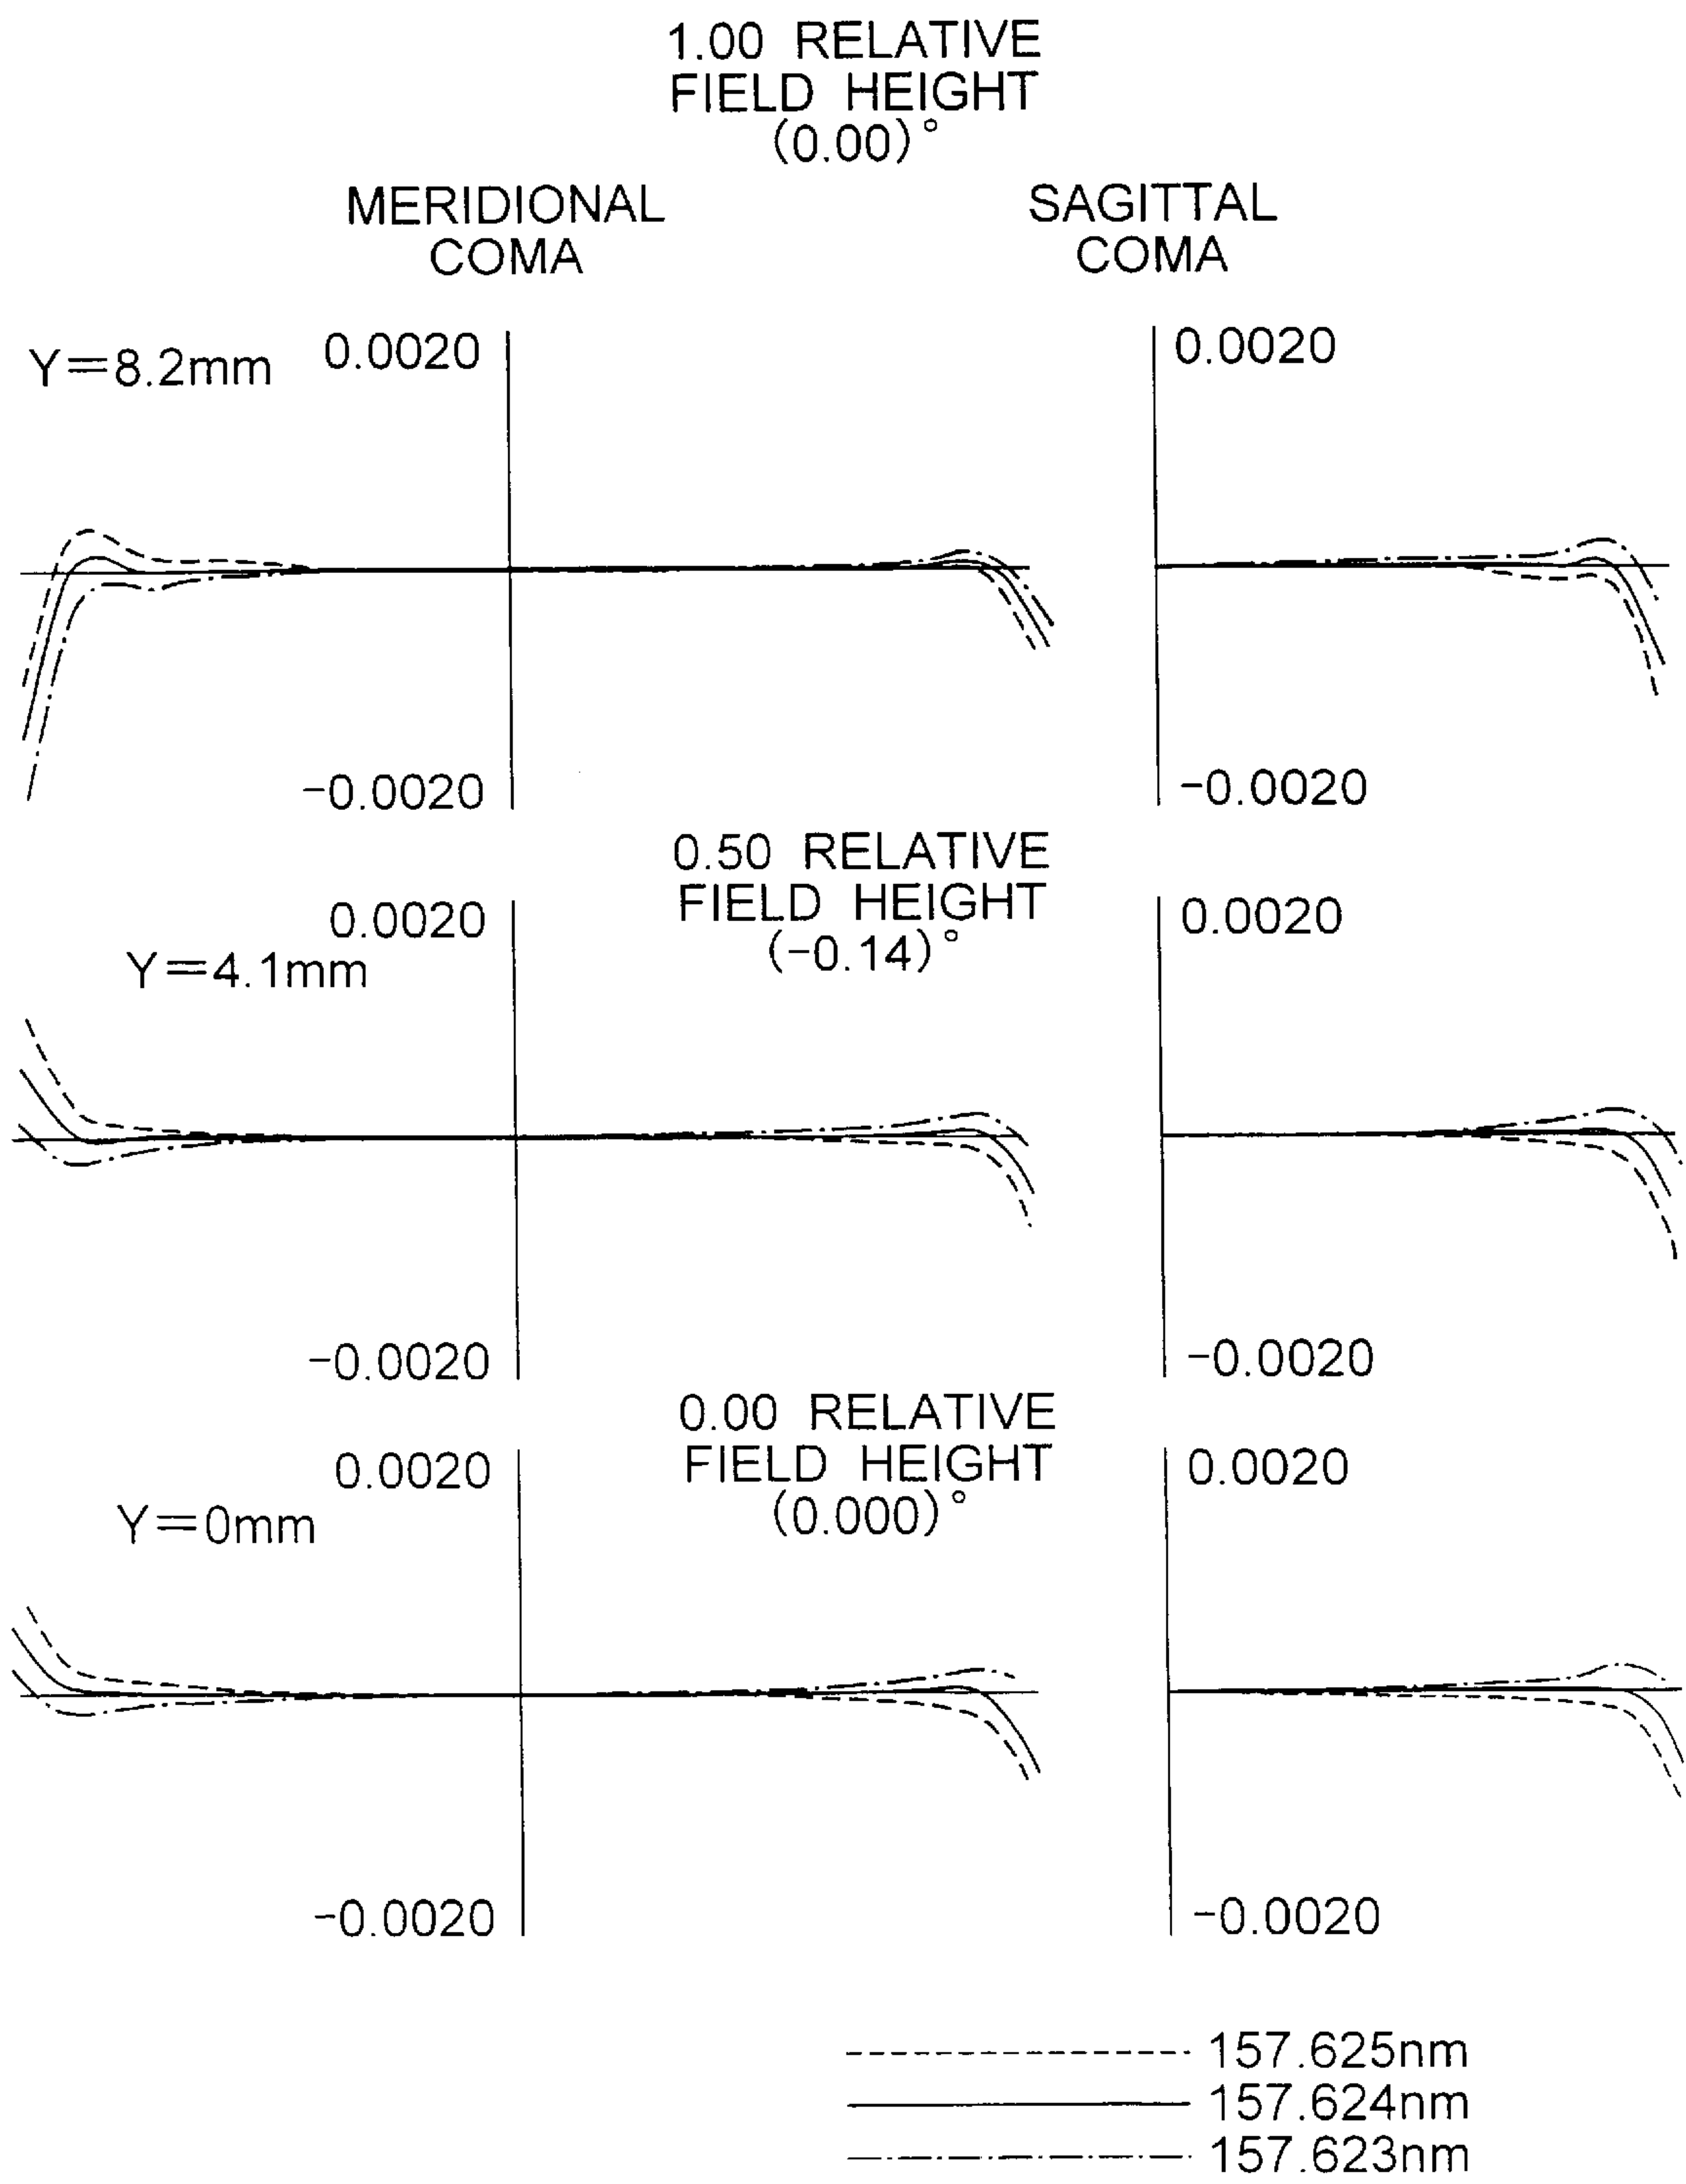 1.00 RELATIVE
FIELD HEIGHT
(0.00)°
MERIDIONAL
COMA
SAGITTAL
COMA
Y=8.2mm
0.0020
0.0020
-0.0020
-0.0020
0.50 RELATIVE
FIELD HEIGHT
(-0.14)°
0.0020
0.0020
Y=4.1mm
-0.0020
-0.0020
0.00 RELATIVE
FIELD HEIGHT
(0.000)°
0.0020
0.0020
Y=0mm
-0.0020
-0.0020
157.625nm
157.624nm
157.623nm